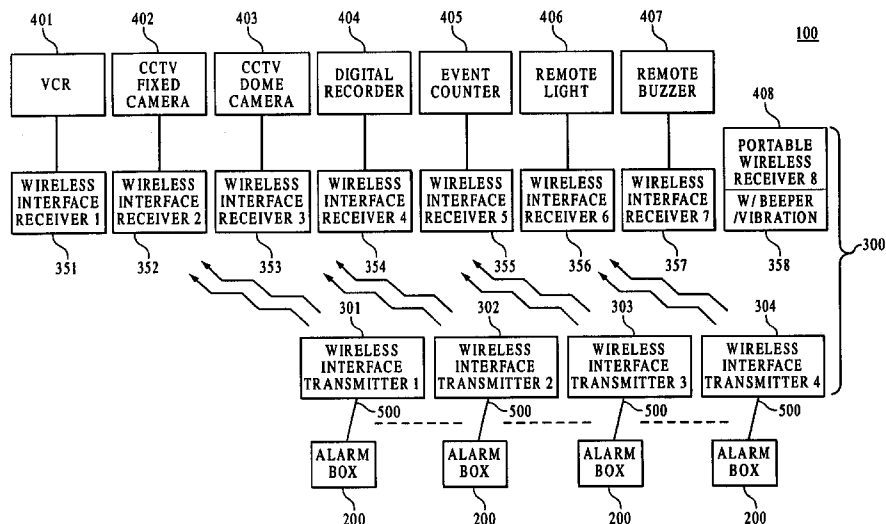 401 402 403 404 405 406 407 100
VCR
CCTV
FIXED
CAMERA
CCTV
DOME
CAMERA
DIGITAL
RECORDER
EVENT
COUNTER
REMOTE
LIGHT
REMOTE
BUZZER
408
PORTABLE
WIRELESS
RECEIVER 8
W/ BEEPER
/VIBRATION
WIRELESS
INTERFACE
RECEIVER 1
WIRELESS
INTERFACE
RECEIVER 2
WIRELESS
INTERFACE
RECEIVER 3
WIRELESS
INTERFACE
RECEIVER 4
WIRELESS
INTERFACE
RECEIVER 5
WIRELESS
INTERFACE
RECEIVER 6
WIRELESS
INTERFACE
RECEIVER 7
351 352 353 354 355 356 357 358
300
301 302 303 304
WIRELESS
INTERFACE
TRANSMITTER 1
WIRELESS
INTERFACE
TRANSMITTER 2
WIRELESS
INTERFACE
TRANSMITTER 3
WIRELESS
INTERFACE
TRANSMITTER 4
500 500 500 500
ALARM
BOX
ALARM
BOX
ALARM
BOX
ALARM
BOX
200 200 200 200